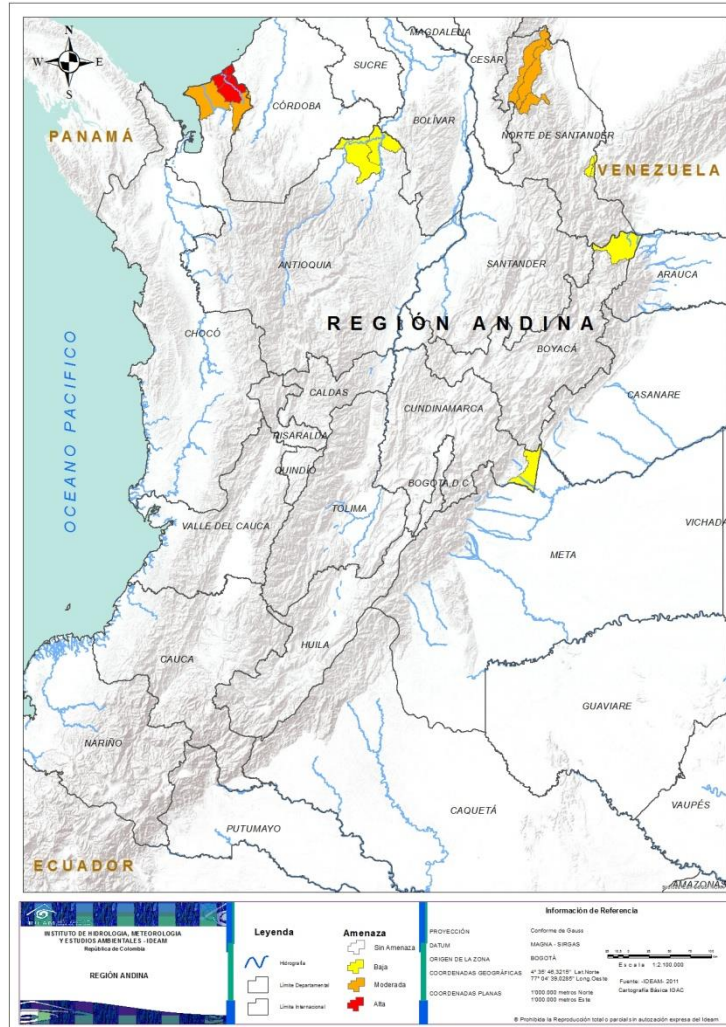 N
W
E
S
MAGDALENA
CESAR
SUCRE
CÓRDOBA
BOLÍVAR
PANAMÁ
NORTE DE SANTANDER
VENEZUELA
ANTIOQUIA
SANTANDER
ARAUCA
REGIÓN ANDINA
CHOCÓ
BOYACÁ
OCEANO PACIFICO
CALDAS
CASANARE
CUNDINAMARCA
RISARALDA
QUINDÍO
BOGOTÁ D.C
TOLIMA
VALLE DEL CAUCA
VICHADA
META
HUILA
CAUCA
GUAVIARE
NARIÑO
CAQUETÁ
VAUPÉS
PUTUMAYO
ECUADOR
AMAZONAS
INSTITUTO DE HIDROLOGIA, METEOROLOGIA
Y ESTUDIOS AMBIENTALES - IDEAM
República de Colombia
REGIÓN ANDINA
Leyenda
Hidrografía
Límite Departamental
Límite Internacional
Amenaza
Sin Amenaza
Baja
Moderada
Alta
Información de Referencia
PROYECCIÓN Conforme de Gauss
DATUM MAGNA - SIRGAS
ORIGEN DE LA ZONA BOGOTÁ
COORDENADAS GEOGRÁFICAS 4° 35' 46,3215" Lat.Norte
77° 04' 39,0285" Long.Oeste
COORDENADAS PLANAS 1'000.000 metros Norte
1'000.000 metros Este
Escala 1:2.100.000
Fuente: -IDEAM- 2011
Cartografía Básica IGAC
® Prohibida la Reproducción total o parcial sin autización expresa del Ideam